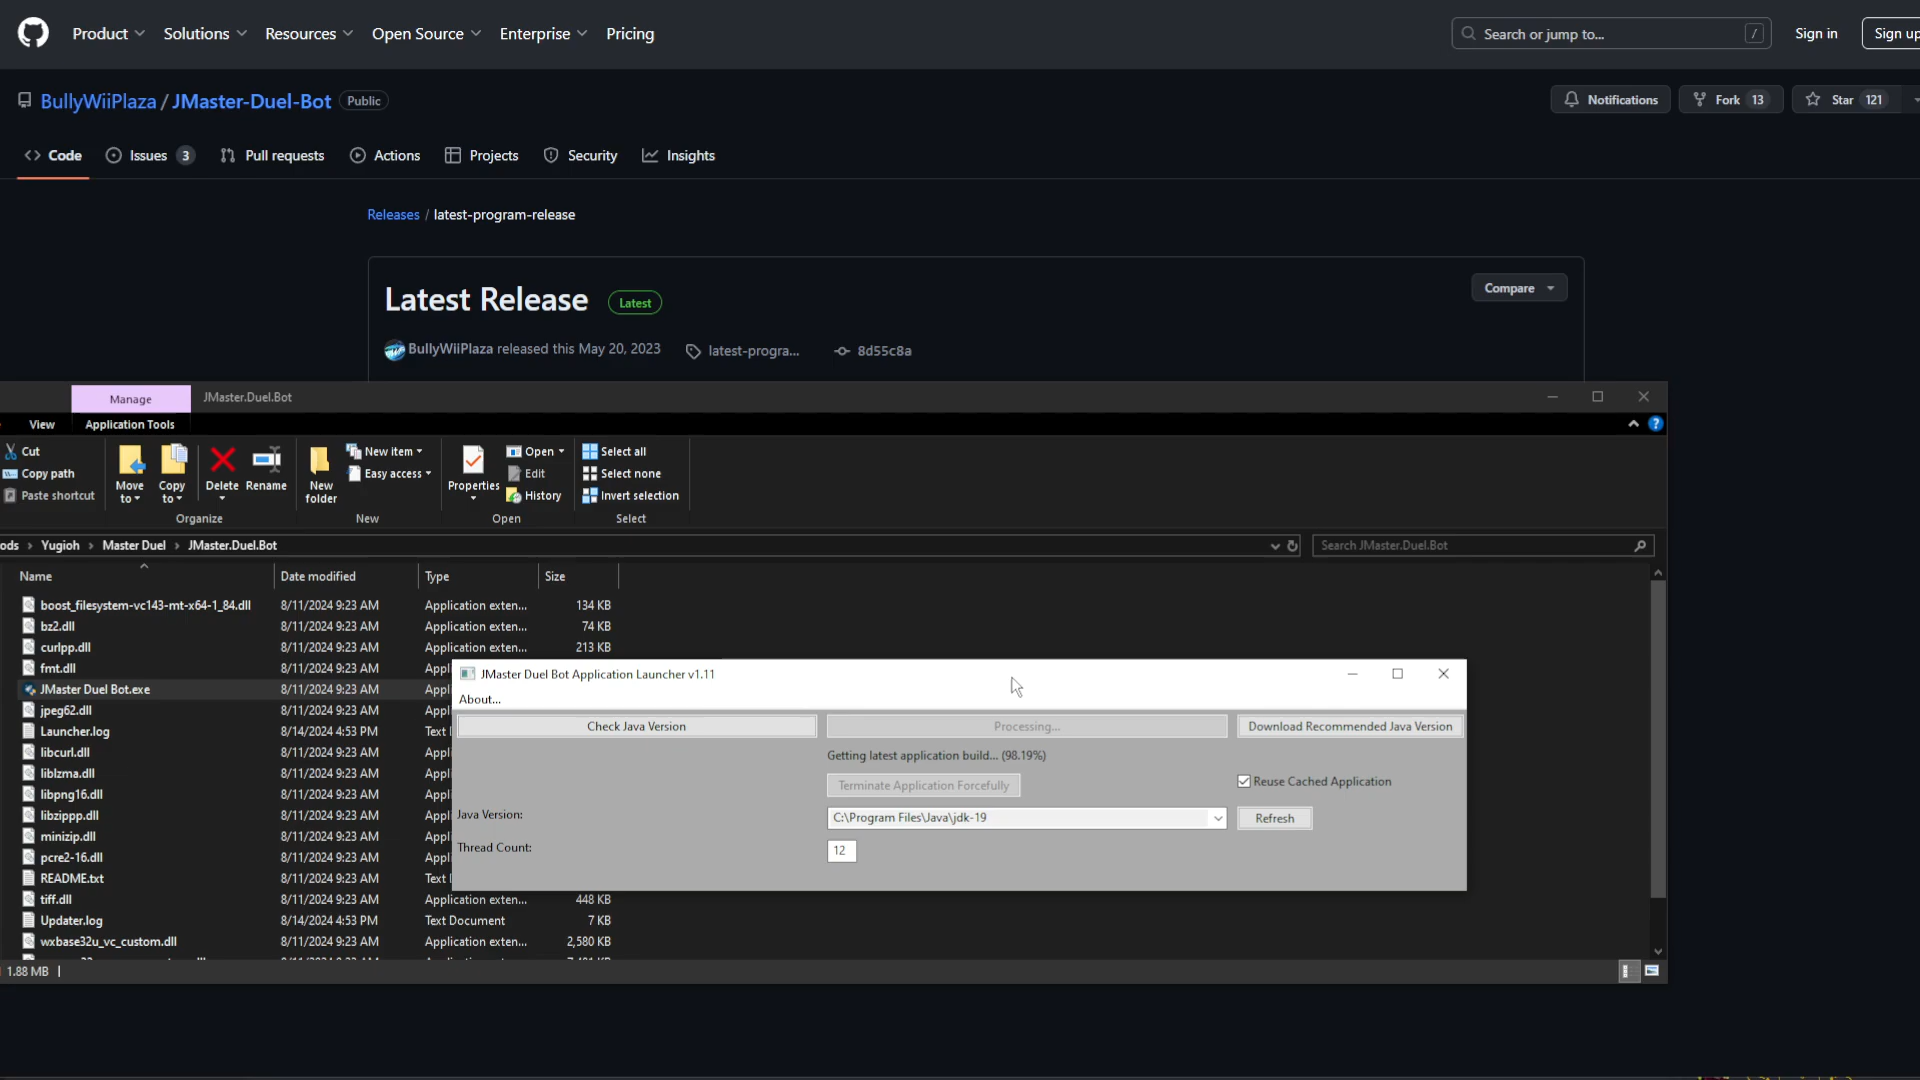 Product Solutions Resources Open Source Enterprise Pricing Search or jump to... / Sign in Sign up
BullyWiiPlaza / JMaster-Duel-Bot Public Notifications Fork 13 Star 121
Code Issues 3 Pull requests Actions Projects Security Insights
Releases / latest-program-release
Latest Release Latest Compare
BullyWiiPlaza released this May 20, 2023 latest-progra... 8d55c8a
Manage JMaster.Duel.Bot
View Application Tools
Cut
Copy path
Paste shortcut
Move to
Copy to
Delete
Rename
Organize
New folder
New item
Easy access
New
Properties
Open
Edit
History
Open
Select all
Select none
Invert selection
Select
ods > Yugioh > Master Duel > JMaster.Duel.Bot Search JMaster.Duel.Bot
Name Date modified Type Size
boost_filesystem-vc143-mt-x64-1_84.dll 8/11/2024 9:23 AM Application exten... 134 KB
bz2.dll 8/11/2024 9:23 AM Application exten... 74 KB
curlpp.dll 8/11/2024 9:23 AM Application exten... 213 KB
fmt.dll 8/11/2024 9:23 AM Appl
JMaster Duel Bot.exe 8/11/2024 9:23 AM Appl
jpeg62.dll 8/11/2024 9:23 AM Appl
Launcher.log 8/14/2024 4:53 PM Text
libcurl.dll 8/11/2024 9:23 AM Appl
liblzma.dll 8/11/2024 9:23 AM Appl
libpng16.dll 8/11/2024 9:23 AM Appl
libzippp.dll 8/11/2024 9:23 AM Appl
minizip.dll 8/11/2024 9:23 AM Appl
pcre2-16.dll 8/11/2024 9:23 AM Appl
README.txt 8/11/2024 9:23 AM Text
tiff.dll 8/11/2024 9:23 AM Application exten... 448 KB
Updater.log 8/14/2024 4:53 PM Text Document 7 KB
wxbase32u_vc_custom.dll 8/11/2024 9:23 AM Application exten... 2,580 KB
JMaster Duel Bot Application Launcher v1.11
About...
Check Java Version Processing... Download Recommended Java Version
Getting latest application build... (98.19%)
Terminate Application Forcefully Reuse Cached Application
Java Version: C:\Program Files\Java\jdk-19 Refresh
Thread Count: 12
1.88 MB